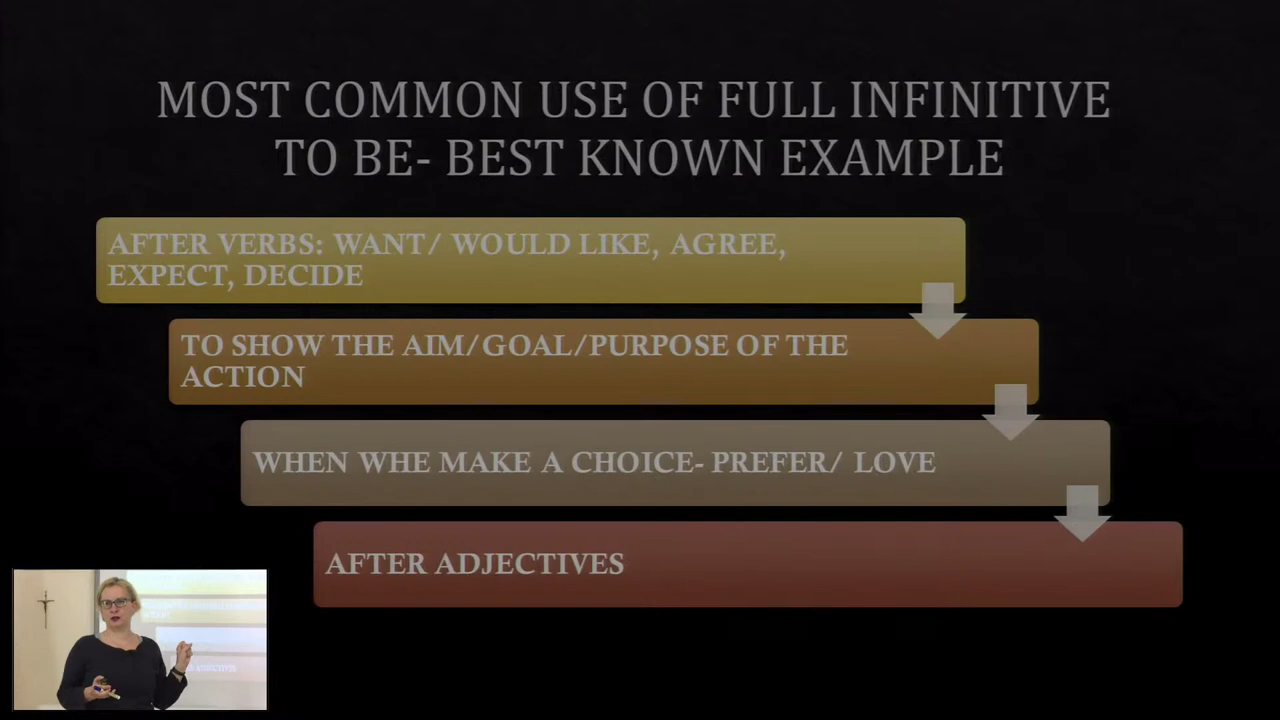 MOST COMMON USE OF FULL INFINITIVE
TO BE- BEST KNOWN EXAMPLE
AFTER VERBS: WANT/ WOULD LIKE, AGREE,
EXPECT, DECIDE
TO SHOW THE AIM/GOAL/PURPOSE OF THE
ACTION
WHEN WHE MAKE A CHOICE- PREFER/ LOVE
AFTER ADJECTIVES